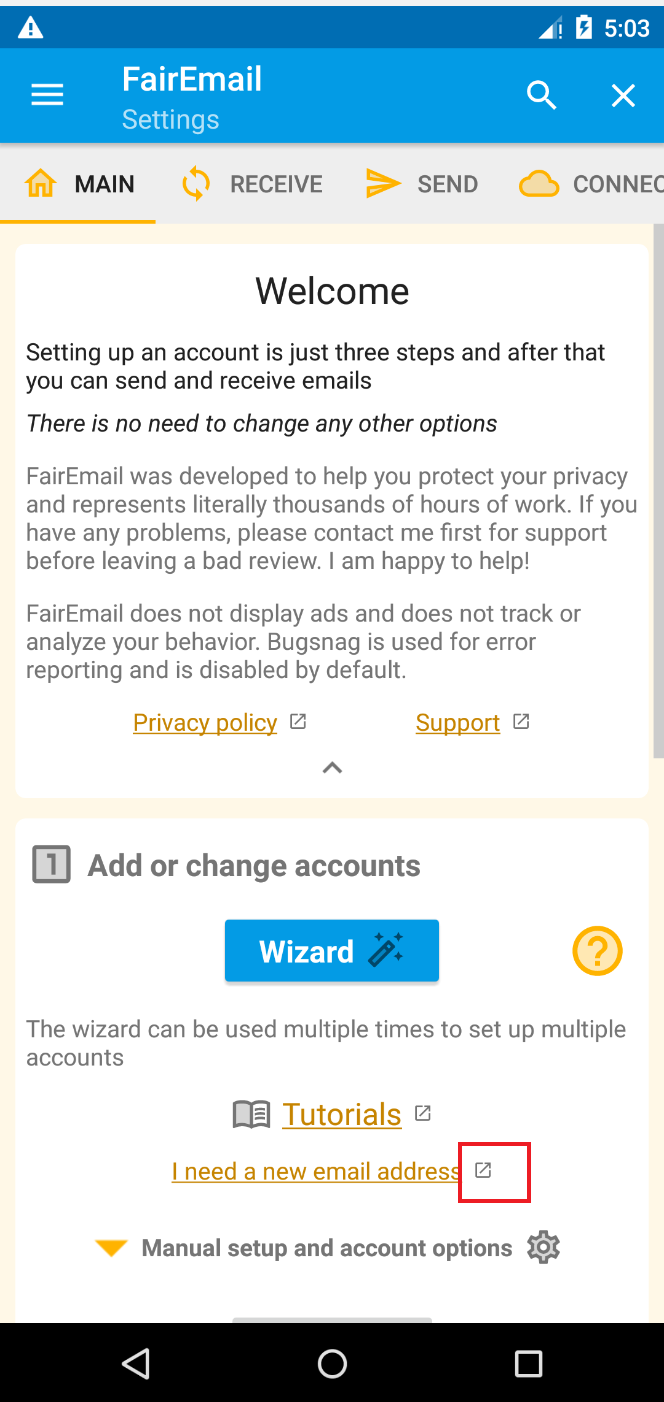 5:03
FairEmail
Settings
MAIN RECEIVE SEND CONNEC
Welcome
Setting up an account is just three steps and after that
you can send and receive emails
There is no need to change any other options
FairEmail was developed to help you protect your privacy
and represents literally thousands of hours of work. If you
have any problems, please contact me first for support
before leaving a bad review. I am happy to help!
FairEmail does not display ads and does not track or
analyze your behavior. Bugsnag is used for error
reporting and is disabled by default.
Privacy policy Support
1 Add or change accounts
Wizard ?
The wizard can be used multiple times to set up multiple
accounts
Tutorials
I need a new email address
Manual setup and account options